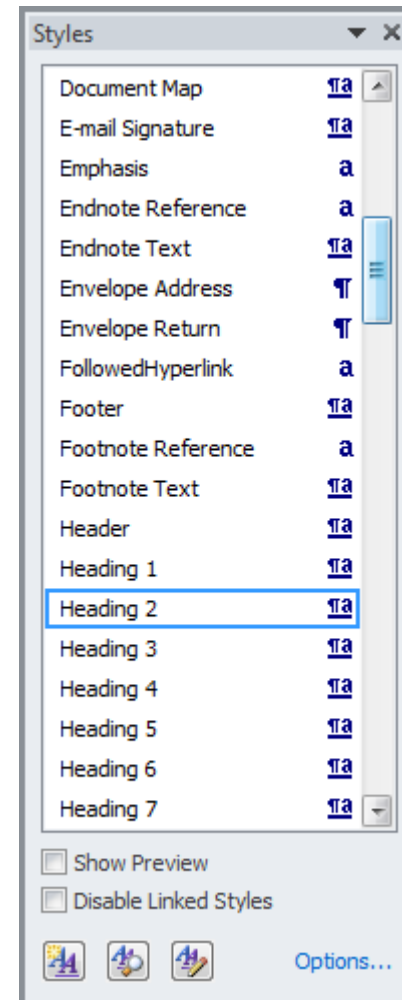 Styles
Document Map ¶a
E-mail Signature ¶a
Emphasis a
Endnote Reference a
Endnote Text ¶a
Envelope Address ¶
Envelope Return ¶
FollowedHyperlink a
Footer ¶a
Footnote Reference a
Footnote Text ¶a
Header ¶a
Heading 1 ¶a
Heading 2 ¶a
Heading 3 ¶a
Heading 4 ¶a
Heading 5 ¶a
Heading 6 ¶a
Heading 7 ¶a
Show Preview
Disable Linked Styles
Options...